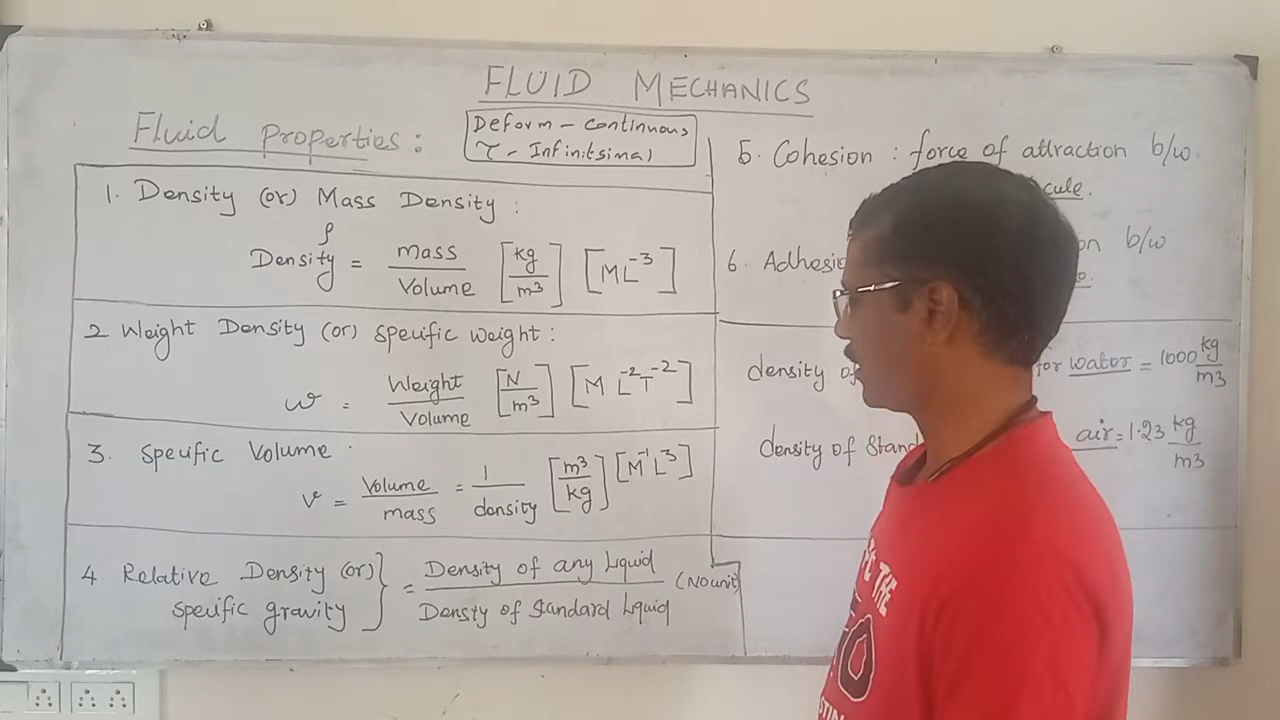 FLUID MECHANICS
Fluid Properties :
Deform - Continuous
τ - Infinitsimal
1. Density (or) Mass Density :
ρ
Density = mass / Volume [kg/m³] [ML⁻³]
2 Weight Density (or) specific weight :
w = Weight / Volume [N/m³] [M L⁻² T⁻²]
3. Specific Volume
v = Volume / mass = 1 / density [m³/kg] [M⁻¹L³]
4 Relative Density (or)
specific gravity } = Density of any Liquid / Densty of Standard Liquid (No unit)
5. Cohesion : force of attraction b/w.
cule.
6. Adhesio on b/w
density of for water = 1000 kg/m3
density of Stand air = 1.23 kg/m3
THE